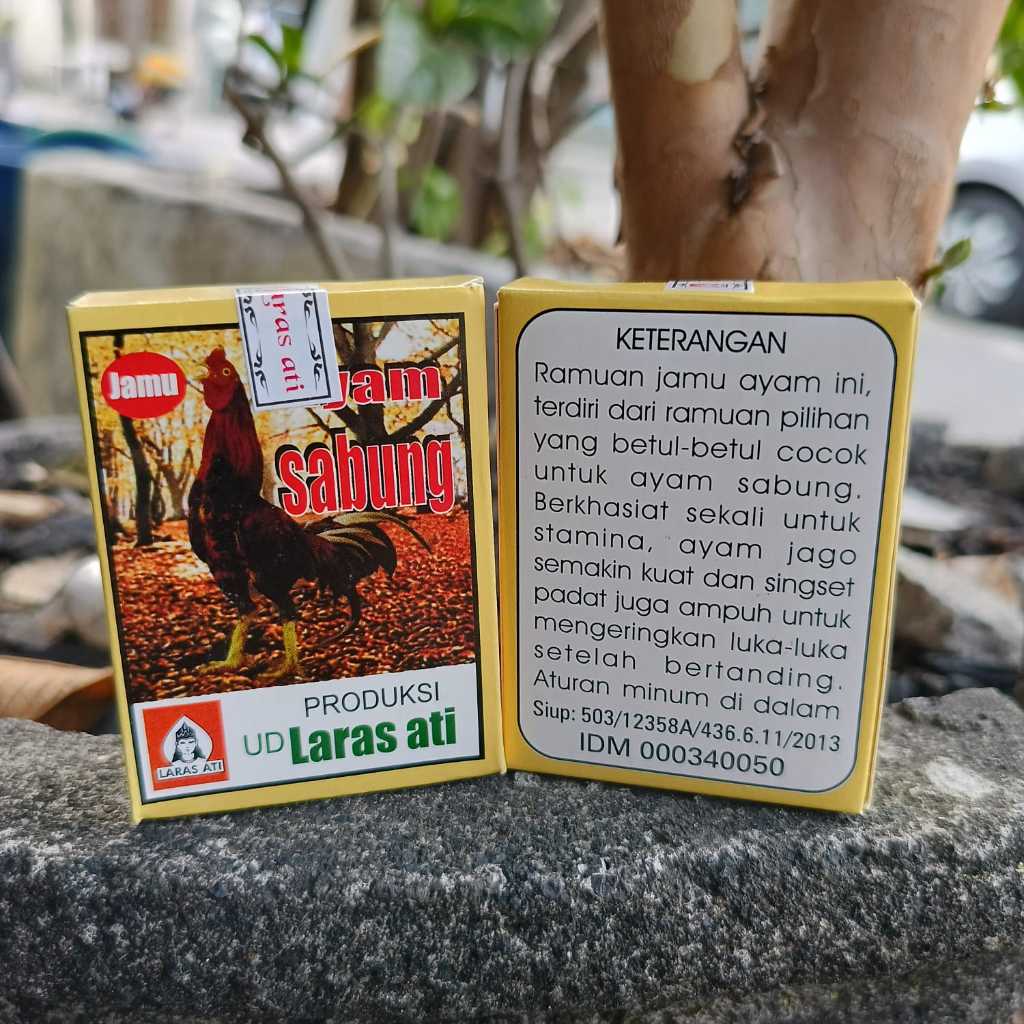 gras ati
Jamu
yam
sabung
PRODUKSI
UD Laras ati
LARAS ATI
KETERANGAN
Ramuan jamu ayam ini,
terdiri dari ramuan pilihan
yang betul-betul cocok
untuk ayam sabung.
Berkhasiat sekali untuk
stamina, ayam jago
semakin kuat dan singset
padat juga ampuh untuk
mengeringkan luka-luka
setelah bertanding.
Aturan minum di dalam
Siup: 503/12358A/436.6.11/2013
IDM 000340050